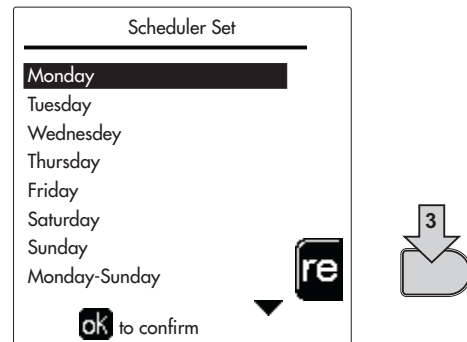 Scheduler Set
Monday
Tuesday
Wednesdey
Thursday
Friday
Saturday
Sunday
Monday-Sunday
re
ok to confirm
3